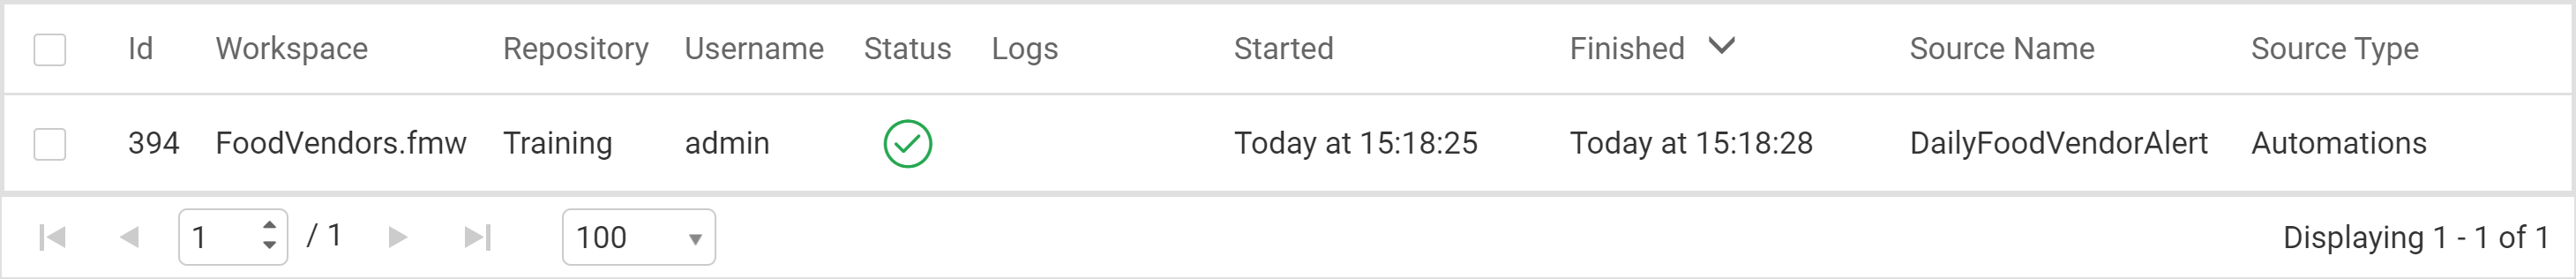 Id Workspace Repository Username Status Logs Started Finished Source Name Source Type
394 FoodVendors.fmw Training admin Today at 15:18:25 Today at 15:18:28 DailyFoodVendorAlert Automations
1 / 1 100 Displaying 1 - 1 of 1